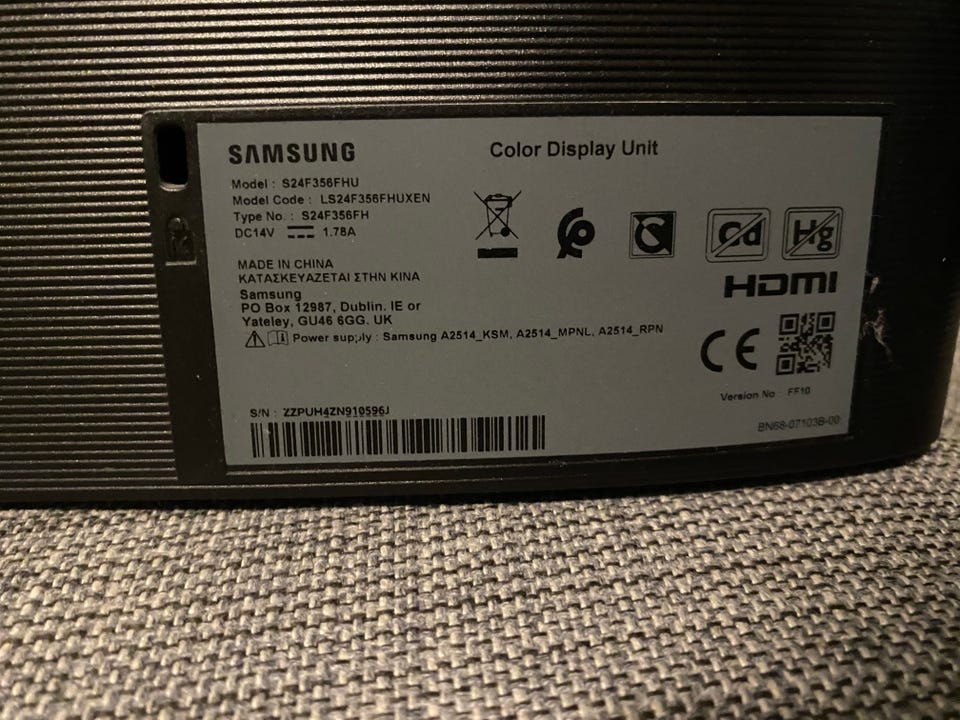 SAMSUNG
Color Display Unit
Model : S24F356FHU
Model Code : LS24F356FHUXEN
Type No. : S24F356FH
DC14V 1.78A
Cd
Hg
MADE IN CHINA
ΚΑΤΑΣΚΕΥΑΖΕΤΑΙ ΣΤΗΝ ΚΙΝΑ
HDMI
Samsung
PO Box 12987, Dublin. IE or
Yateley, GU46 6GG. UK
Power supply : Samsung A2514_KSM, A2514_MPNL, A2514_RPN
CE
Version No FF10
S/N : ZZPUH4ZN910596J
BN68-07103B-00